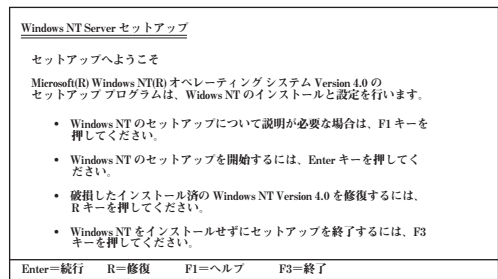 Windows NT Server セットアップ
セットアップへようこそ
Microsoft(R) Windows NT(R) オペレーティング システム Version 4.0 の
セットアップ プログラムは、Widows NT のインストールと設定を行います。
• Windows NT のセットアップについて説明が必要な場合は、F1 キーを
押してください。
• Windows NT のセットアップを開始するには、Enter キーを押してく
ださい。
• 破損したインストール済の Windows NT Version 4.0 を修復するには、
R キーを押してください。
• Windows NT をインストールせずにセットアップを終了するには、F3
キーを押してください。
Enter=続行 R=修復 F1=ヘルプ F3=終了